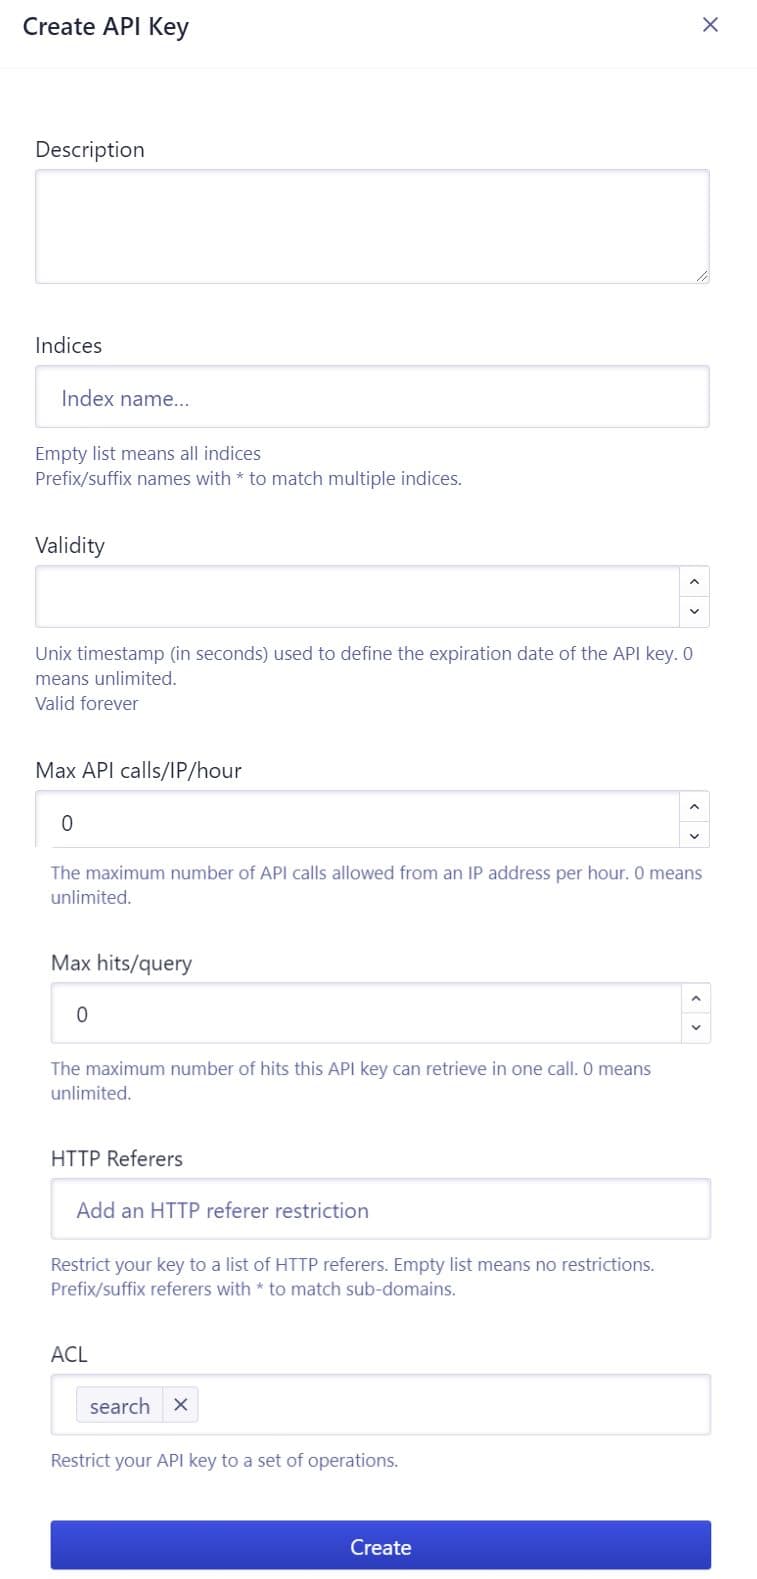 Create API Key
Description
Indices
Index name...
Empty list means all indices
Prefix/suffix names with * to match multiple indices.
Validity
Unix timestamp (in seconds) used to define the expiration date of the API key. 0
means unlimited.
Valid forever
Max API calls/IP/hour
0
The maximum number of API calls allowed from an IP address per hour. 0 means
unlimited.
Max hits/query
0
The maximum number of hits this API key can retrieve in one call. 0 means
unlimited.
HTTP Referers
Add an HTTP referer restriction
Restrict your key to a list of HTTP referers. Empty list means no restrictions.
Prefix/suffix referers with * to match sub-domains.
ACL
search
Restrict your API key to a set of operations.
Create